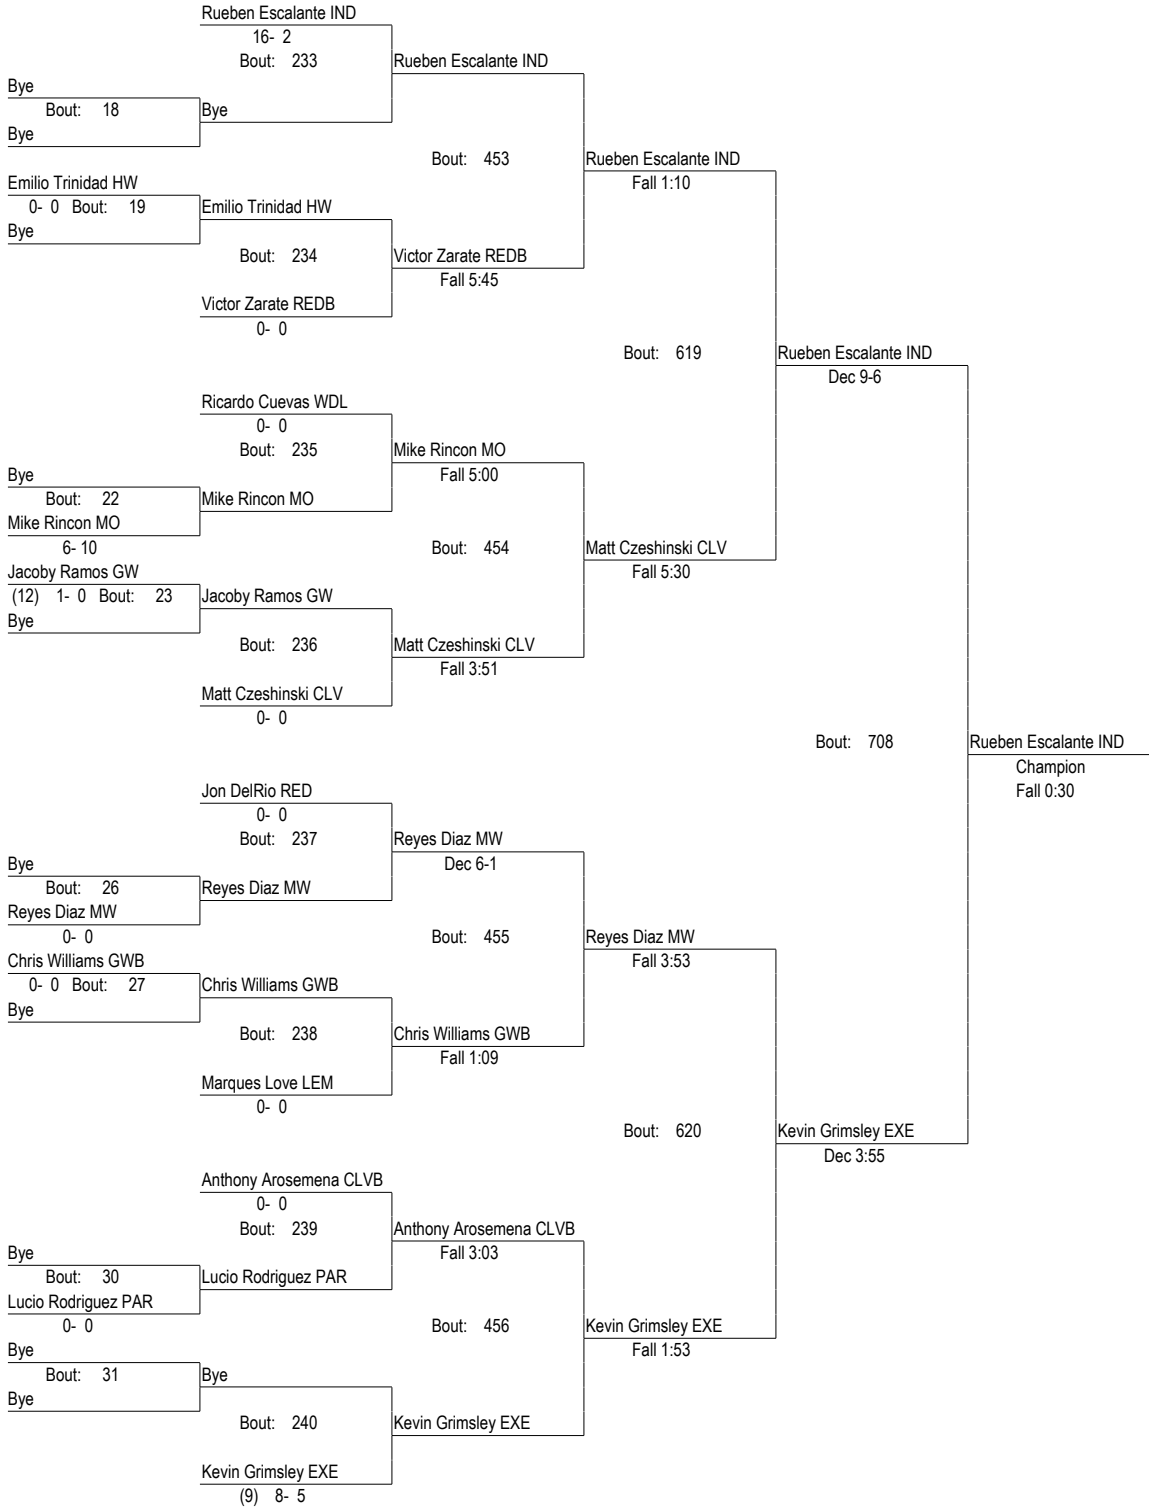 Rueben Escalante IND
16- 2
Bout: 233
Rueben Escalante IND
Bye
Bout: 18
Bye
Bye
Bout: 453
Rueben Escalante IND
Fall 1:10
Emilio Trinidad HW
0- 0 Bout: 19
Emilio Trinidad HW
Bye
Bout: 234
Victor Zarate REDB
Fall 5:45
Victor Zarate REDB
0- 0
Bout: 619
Rueben Escalante IND
Dec 9-6
Ricardo Cuevas WDL
0- 0
Bout: 235
Mike Rincon MO
Fall 5:00
Bye
Bout: 22
Mike Rincon MO
Mike Rincon MO
6- 10
Bout: 454
Matt Czeshinski CLV
Fall 5:30
Jacoby Ramos GW
(12) 1- 0 Bout: 23
Jacoby Ramos GW
Bye
Bout: 236
Matt Czeshinski CLV
Fall 3:51
Matt Czeshinski CLV
0- 0
Bout: 708
Rueben Escalante IND
Champion
Fall 0:30
Jon DelRio RED
0- 0
Bout: 237
Reyes Diaz MW
Dec 6-1
Bye
Bout: 26
Reyes Diaz MW
Reyes Diaz MW
0- 0
Bout: 455
Reyes Diaz MW
Fall 3:53
Chris Williams GWB
0- 0 Bout: 27
Chris Williams GWB
Bye
Bout: 238
Chris Williams GWB
Fall 1:09
Marques Love LEM
0- 0
Bout: 620
Kevin Grimsley EXE
Dec 3:55
Anthony Arosemena CLVB
0- 0
Bout: 239
Anthony Arosemena CLVB
Fall 3:03
Bye
Bout: 30
Lucio Rodriguez PAR
Lucio Rodriguez PAR
0- 0
Bout: 456
Kevin Grimsley EXE
Fall 1:53
Bye
Bout: 31
Bye
Bye
Bout: 240
Kevin Grimsley EXE
Kevin Grimsley EXE
(9) 8- 5